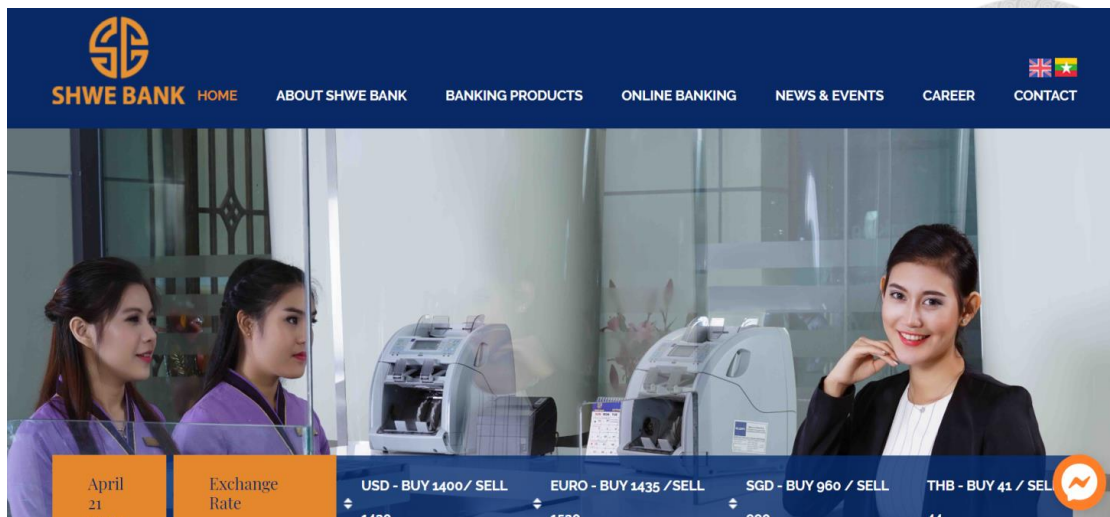 SHWE BANK
HOME
ABOUT SHWE BANK
BANKING PRODUCTS
ONLINE BANKING
NEWS & EVENTS
CAREER
CONTACT
April
21
Exchange
Rate
USD - BUY 1400/ SELL
EURO - BUY 1435 /SELL
SGD - BUY 960 / SELL
THB - BUY 41 / SEL